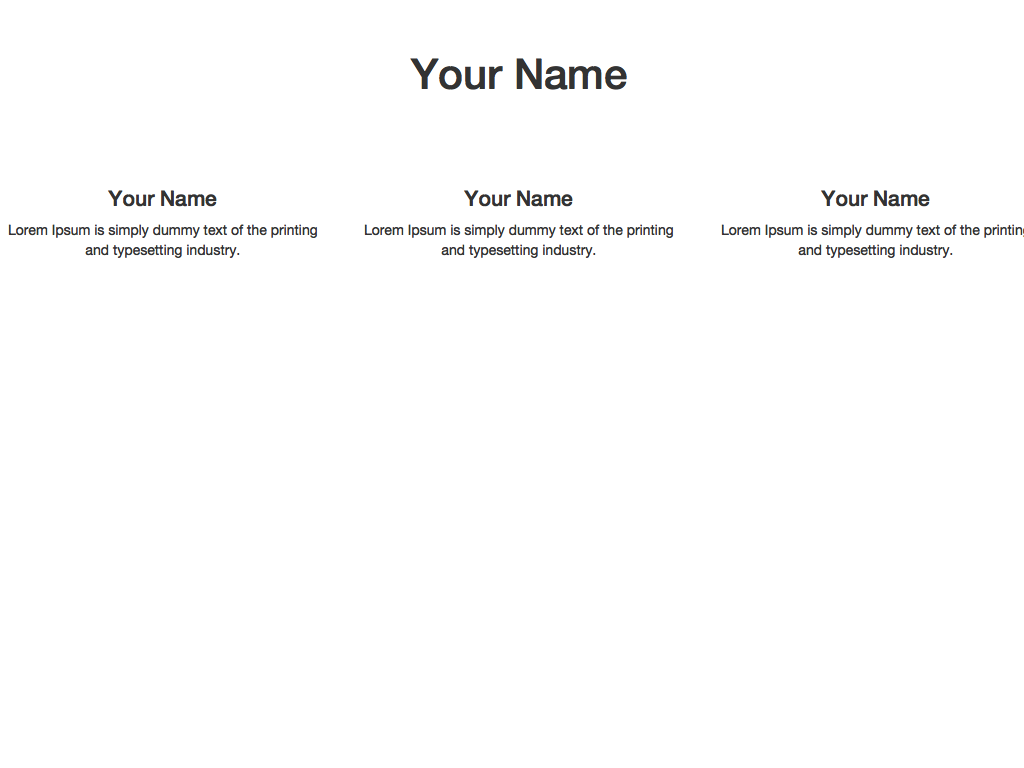 Your Name
Your Name
Lorem Ipsum is simply dummy text of the printing
and typesetting industry.
Your Name
Lorem Ipsum is simply dummy text of the printing
and typesetting industry.
Your Name
Lorem Ipsum is simply dummy text of the printing
and typesetting industry.